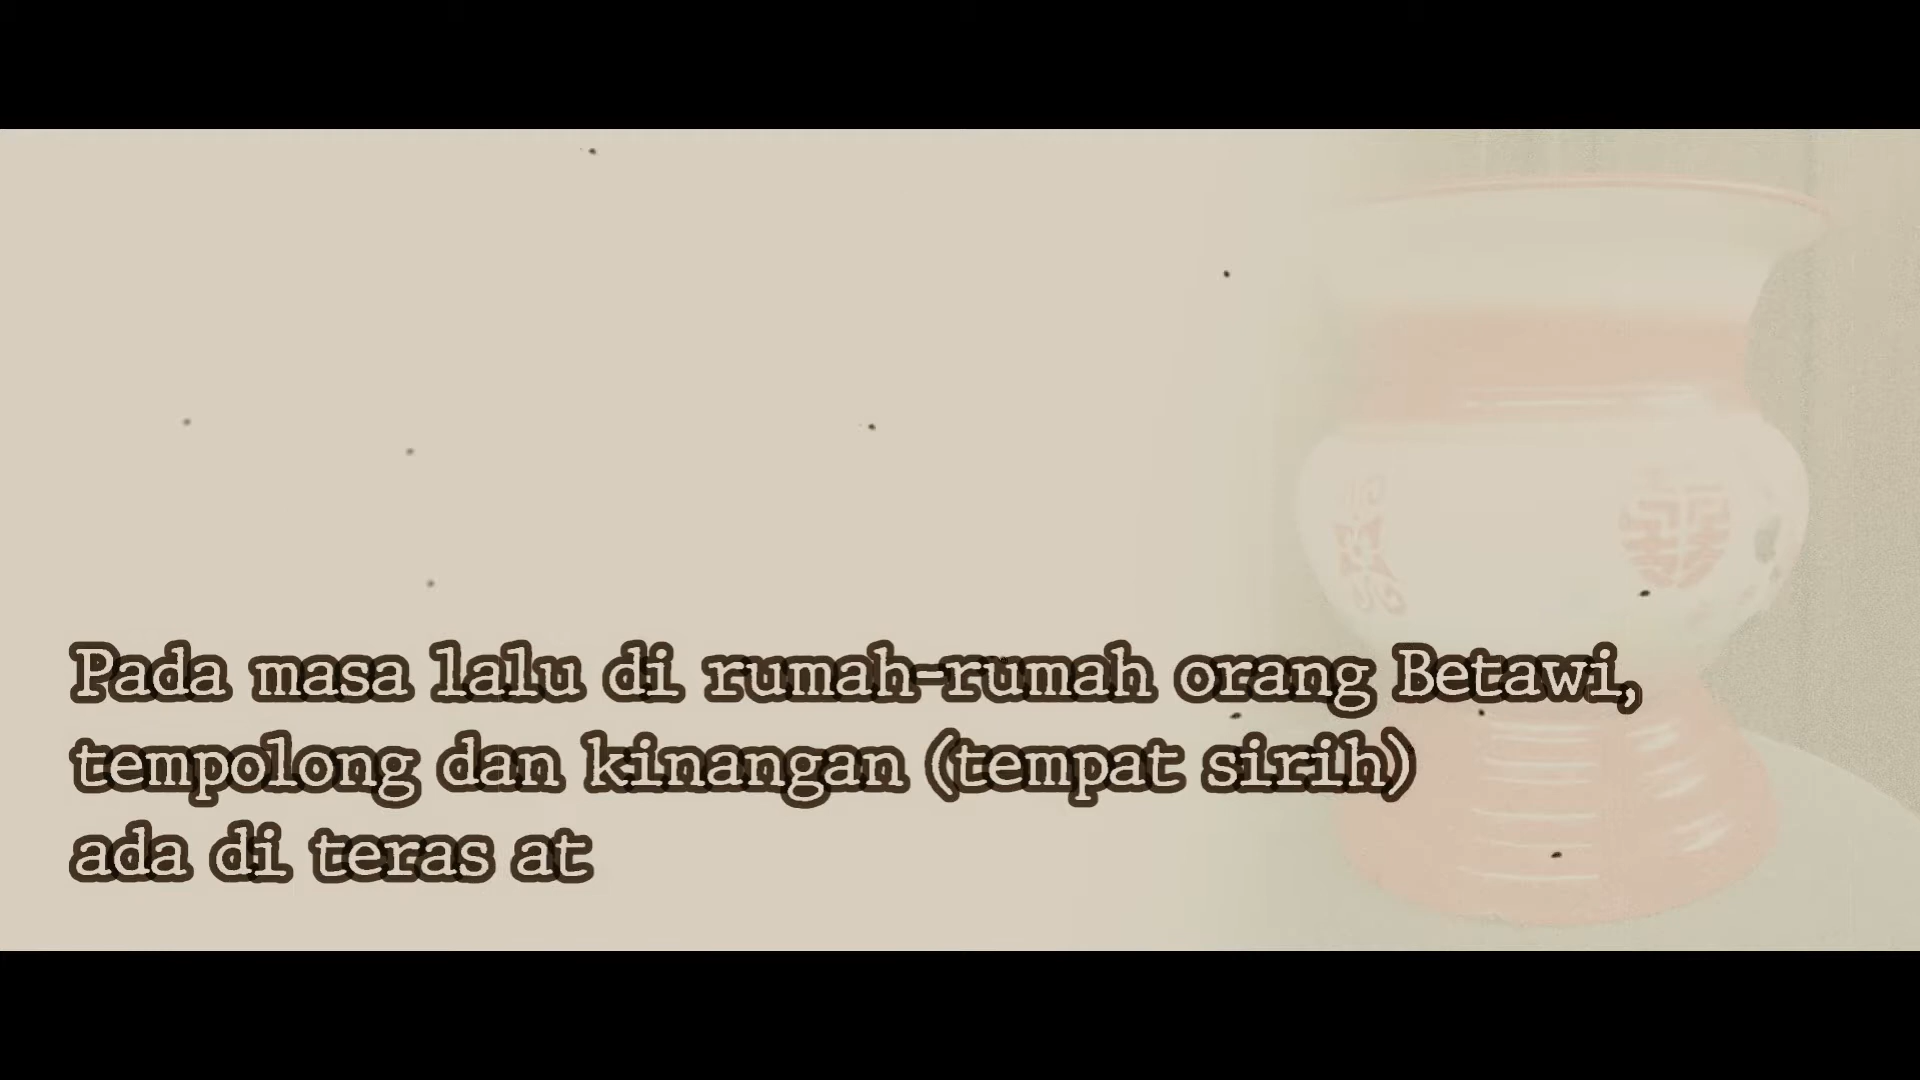 Pada masa lalu di rumah-rumah orang Betawi,
tempolong dan kinangan (tempat sirih)
ada di teras at